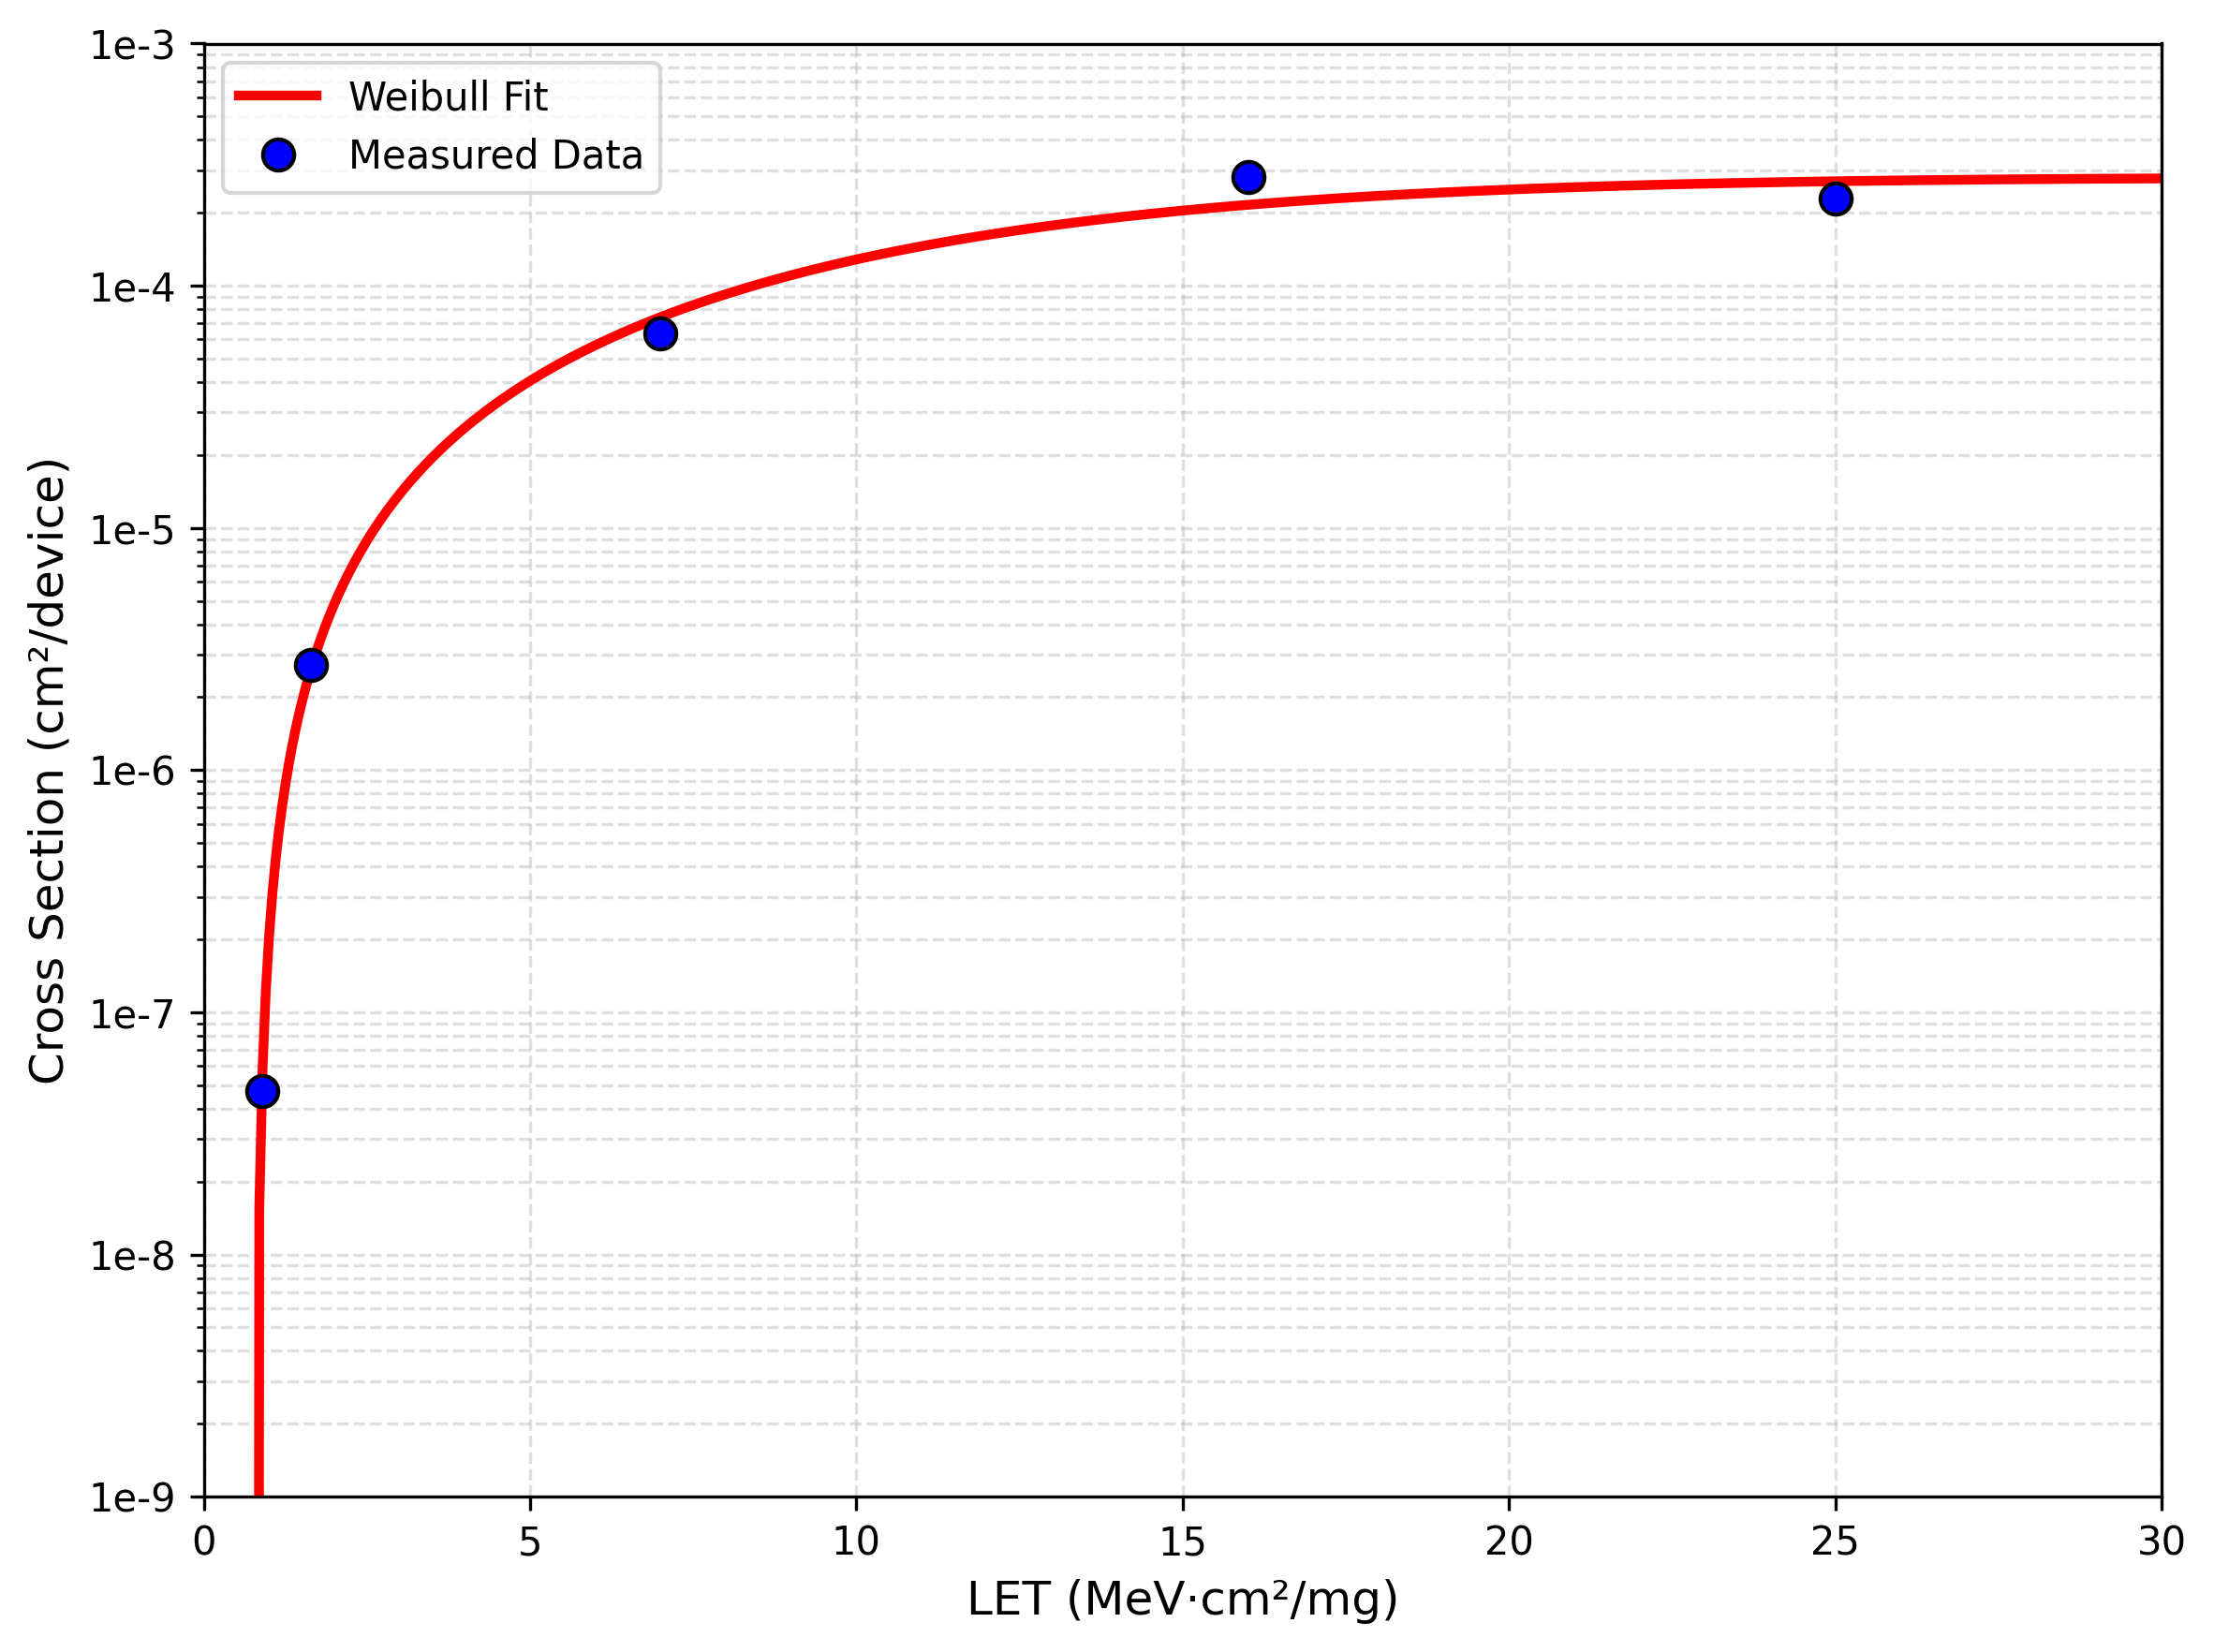 Weibull Fit
Measured Data
Cross Section (cm²/device)
1e-3
1e-4
1e-5
1e-6
1e-7
1e-8
1e-9
0 5 10 15 20 25 30
LET (MeV·cm²/mg)